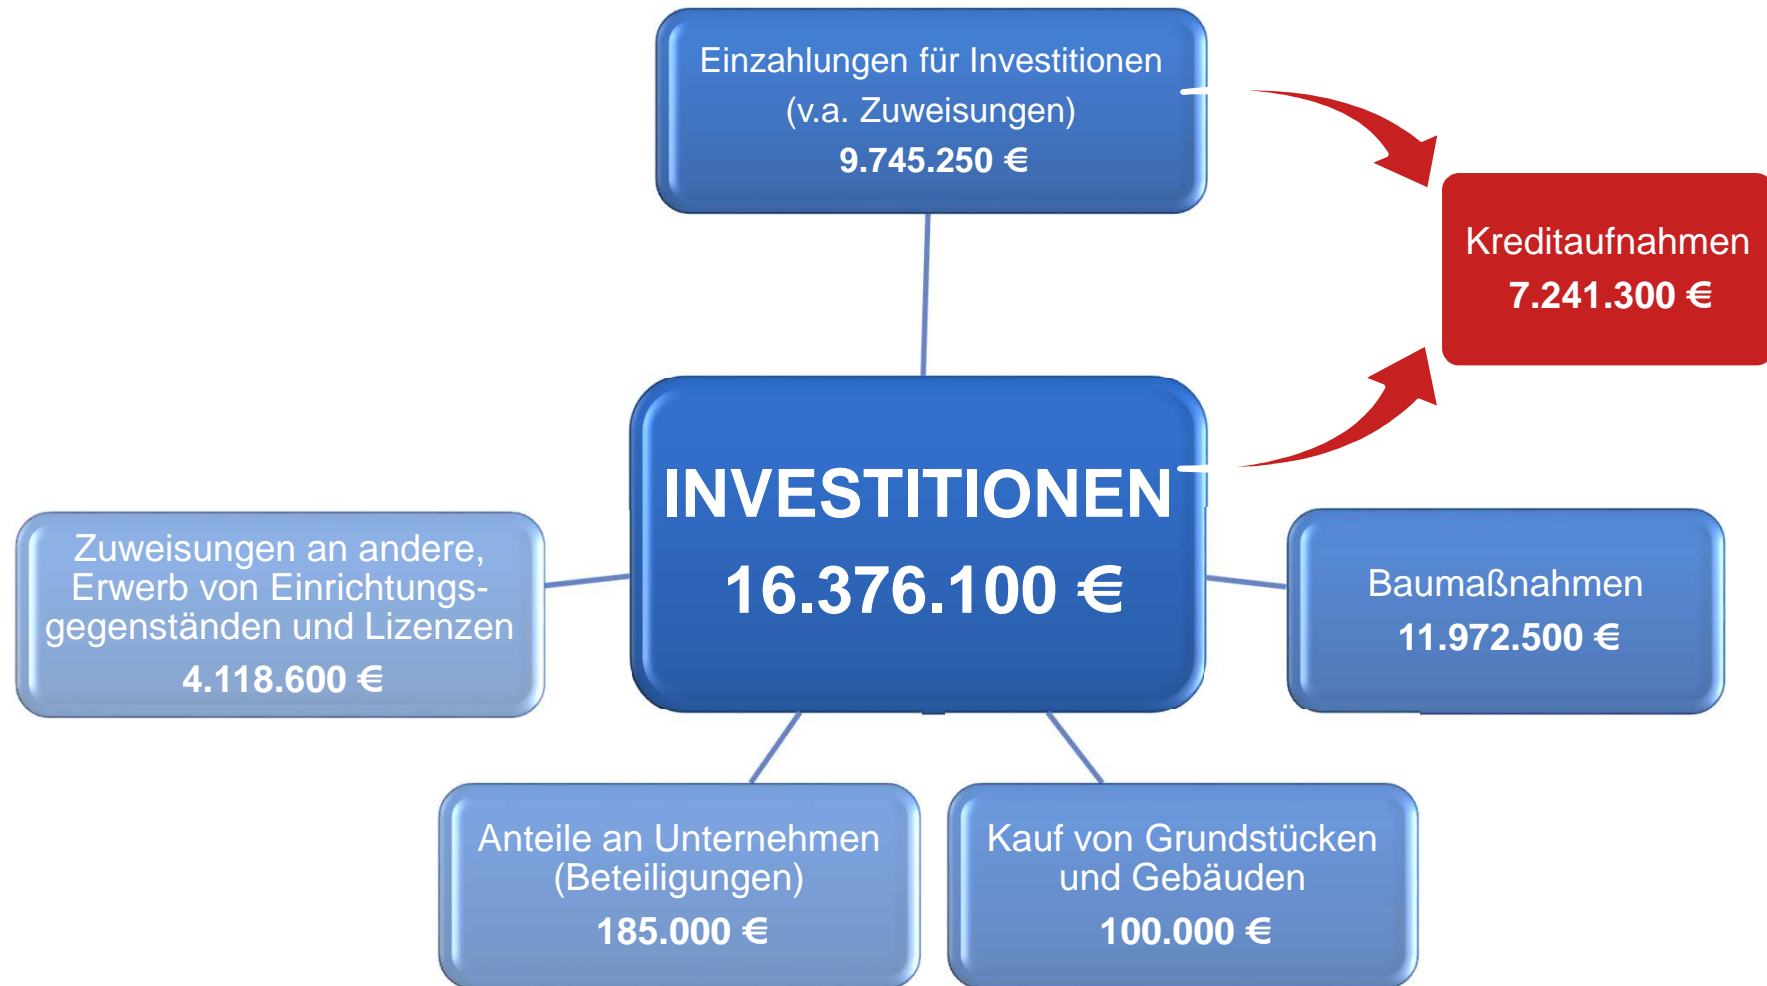 Einzahlungen für Investitionen
(v.a. Zuweisungen)
9.745.250 €
Kreditaufnahmen
7.241.300 €
INVESTITIONEN
16.376.100 €
Zuweisungen an andere,
Erwerb von Einrichtungs-
gegenständen und Lizenzen
4.118.600 €
Baumaßnahmen
11.972.500 €
Anteile an Unternehmen
(Beteiligungen)
185.000 €
Kauf von Grundstücken
und Gebäuden
100.000 €